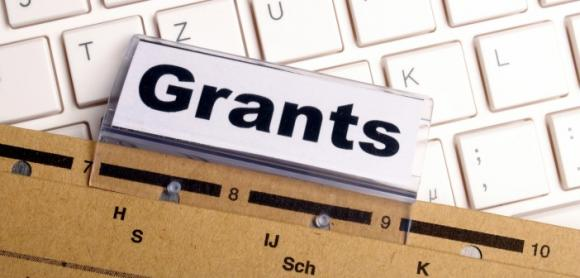 T Z U
J K L
Grants
;
:
µ
7 8 9 10
H IJ K
S Sch